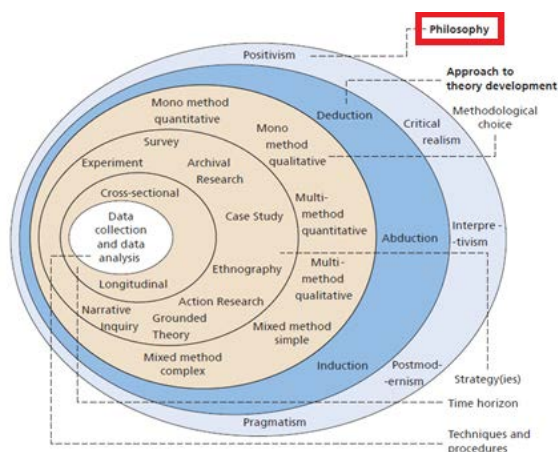 Philosophy
Positivism
Approach to
theory development
Mono method
quantitative
Deduction
Methodological
choice
Critical
realism
Mono
method
qualitative
Survey
Experiment
Archival
Research
Cross-sectional
Data
collection
and data
analysis
Case Study
Multi-
method
quantitative
Interpre-
-tivism
Abduction
Ethnography
Multi-
method
qualitative
Longitudinal
Action Research
Narrative
Inquiry
Grounded
Theory
Mixed method
simple
Mixed method
complex
Induction
Postmod-
-ernism
Strategy(ies)
Pragmatism
Time horizon
Techniques and
procedures